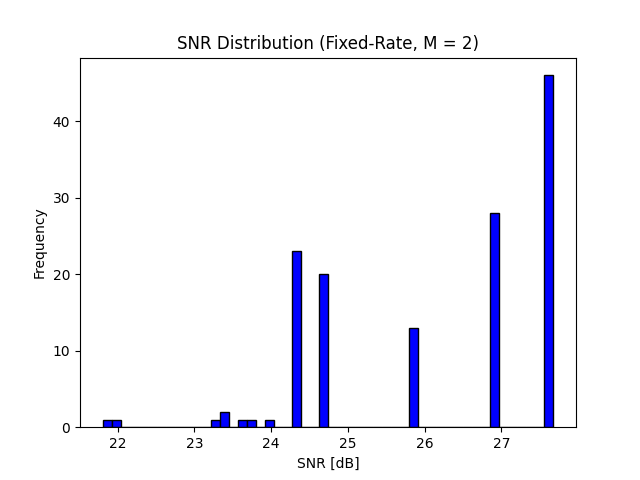 SNR Distribution (Fixed-Rate, M = 2)
Frequency
40
30
20
10
0
22 23 24 25 26 27
SNR [dB]